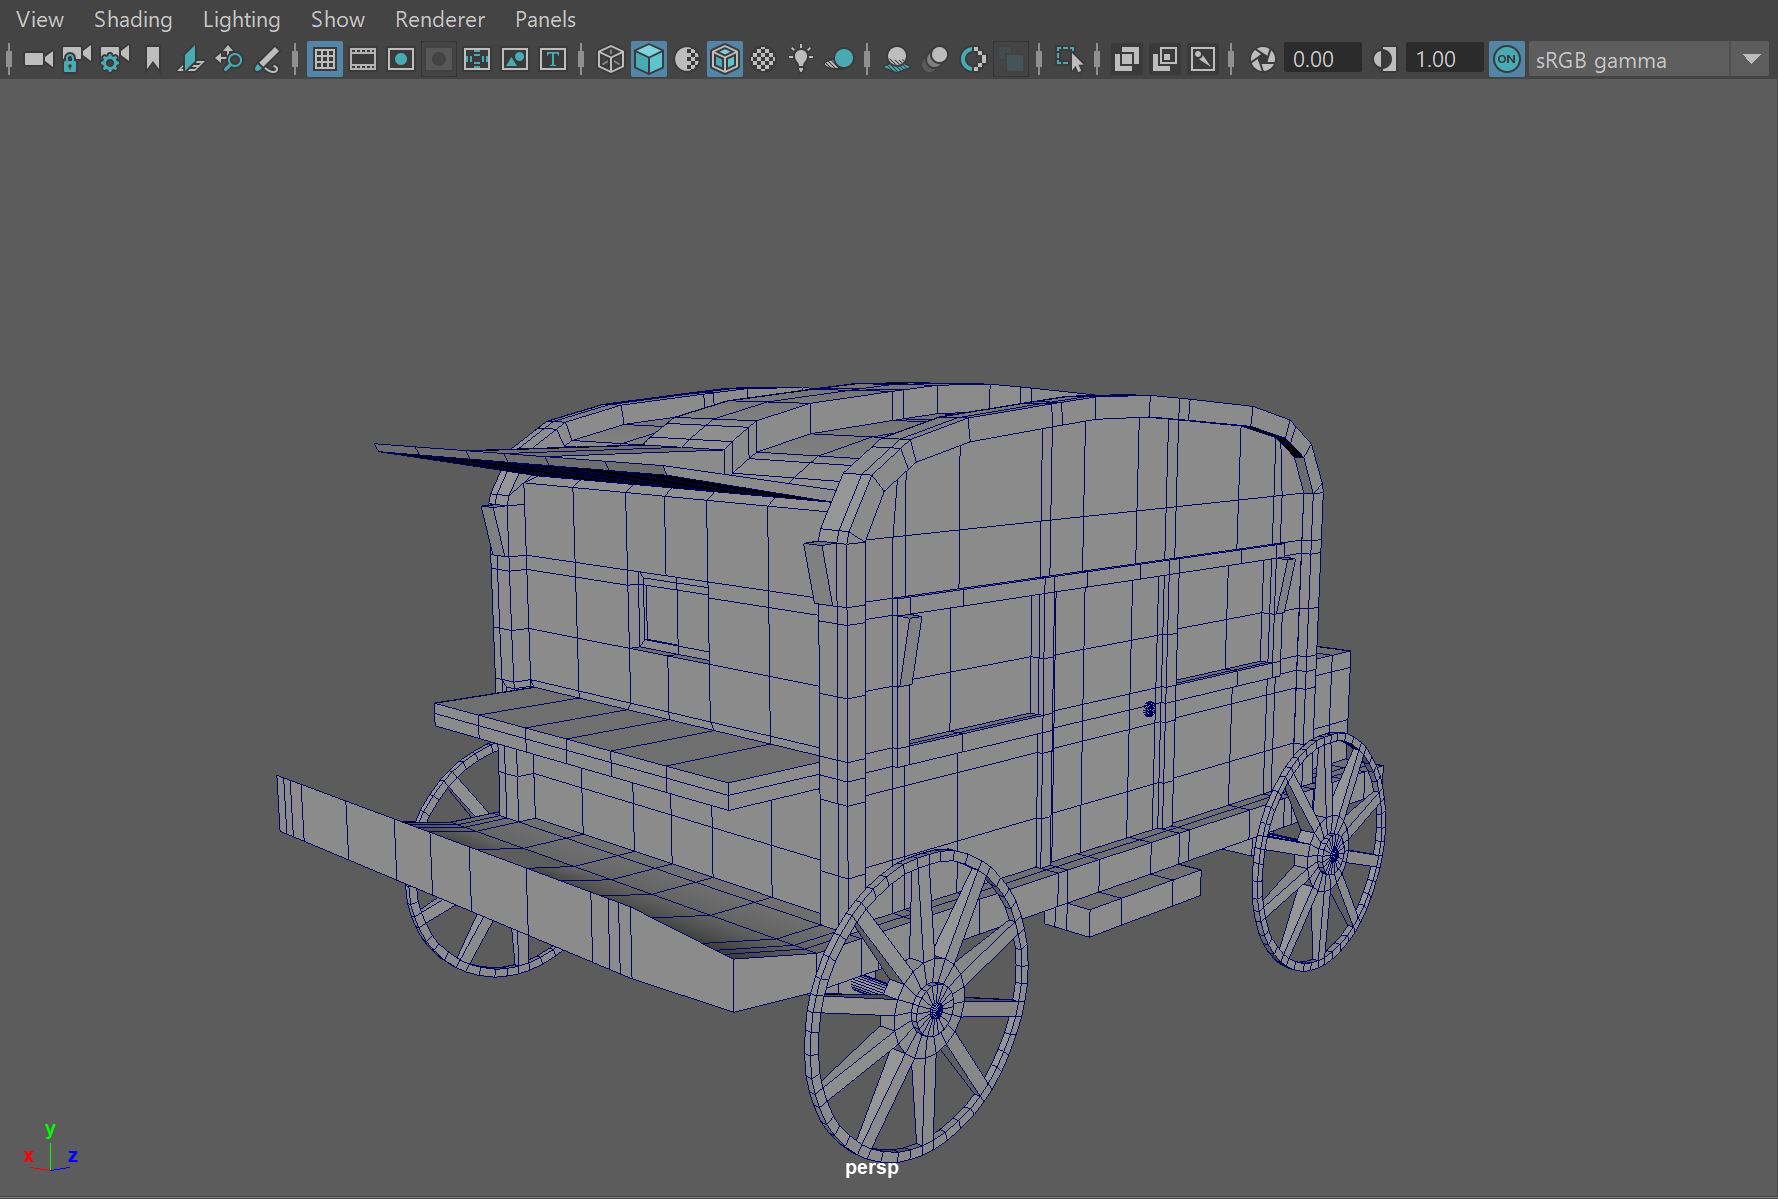 View Shading Lighting Show Renderer Panels
T 0.00 1.00 ON sRGB gamma
y
x z
persp